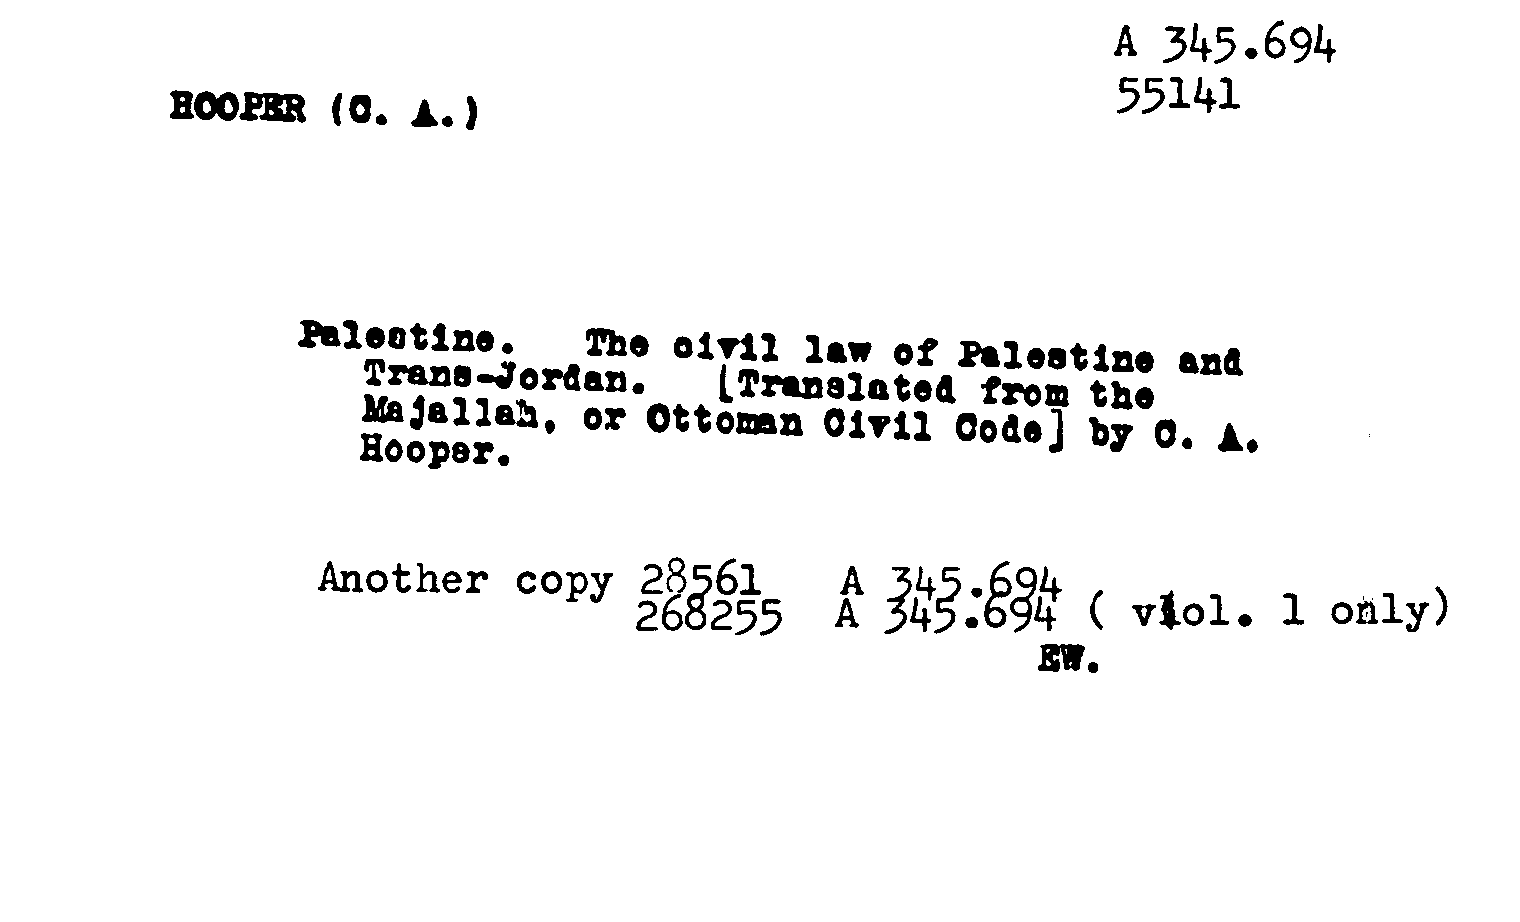 A 345.694
55141
HOOPER (C. A.)
Palestine. The civil law of Palestine and
Trans-Jordan. [Translated from the
Majallah, or Ottoman Civil Code] by C. A.
Hooper.
Another copy 28561 A 345.694
268255 A 345.694 ( vol. 1 only)
EW.